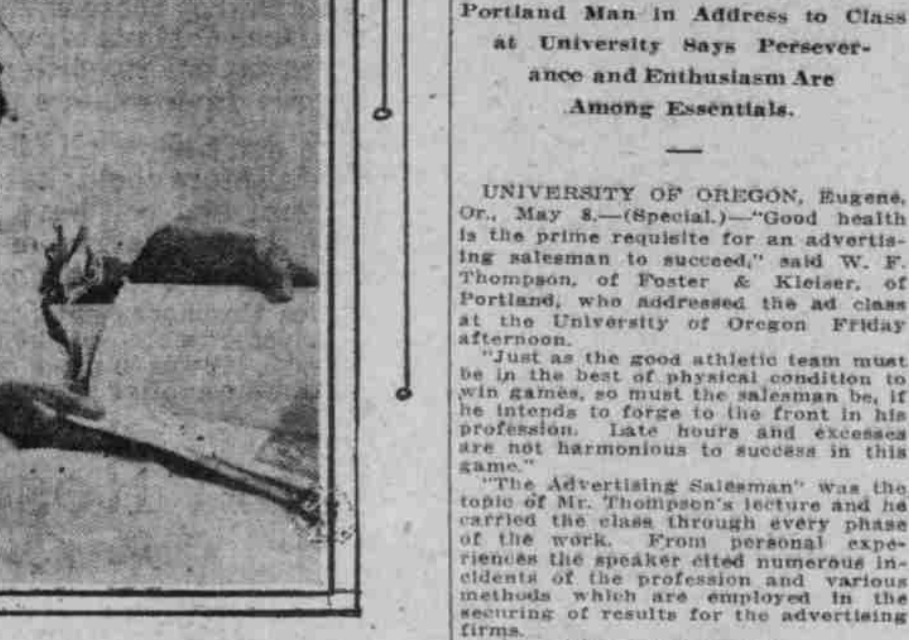 Portland Man in Address to Class
at University Says Persever-
ance and Enthusiasm Are
Among Essentials.
UNIVERSITY OF OREGON, Eugene,
Or., May 8.—(Special.)—"Good health
is the prime requisite for an advertis-
ing salesman to succeed," said W. F.
Thompson, of Foster & Kleiser, of
Portland, who addressed the ad class
at the University of Oregon Friday
afternoon.
"Just as the good athletic team must
be in the best of physical condition to
win games, so must the salesman be, if
he intends to forge to the front in his
profession. Late hours and excesses
are not harmonious to success in this
game."
"The Advertising Salesman" was the
topic of Mr. Thompson's lecture and he
carried the class through every phase
of the work. From personal expe-
riences the speaker cited numerous in-
cidents of the profession and various
methods which are employed in the
securing of results for the advertising
firms.